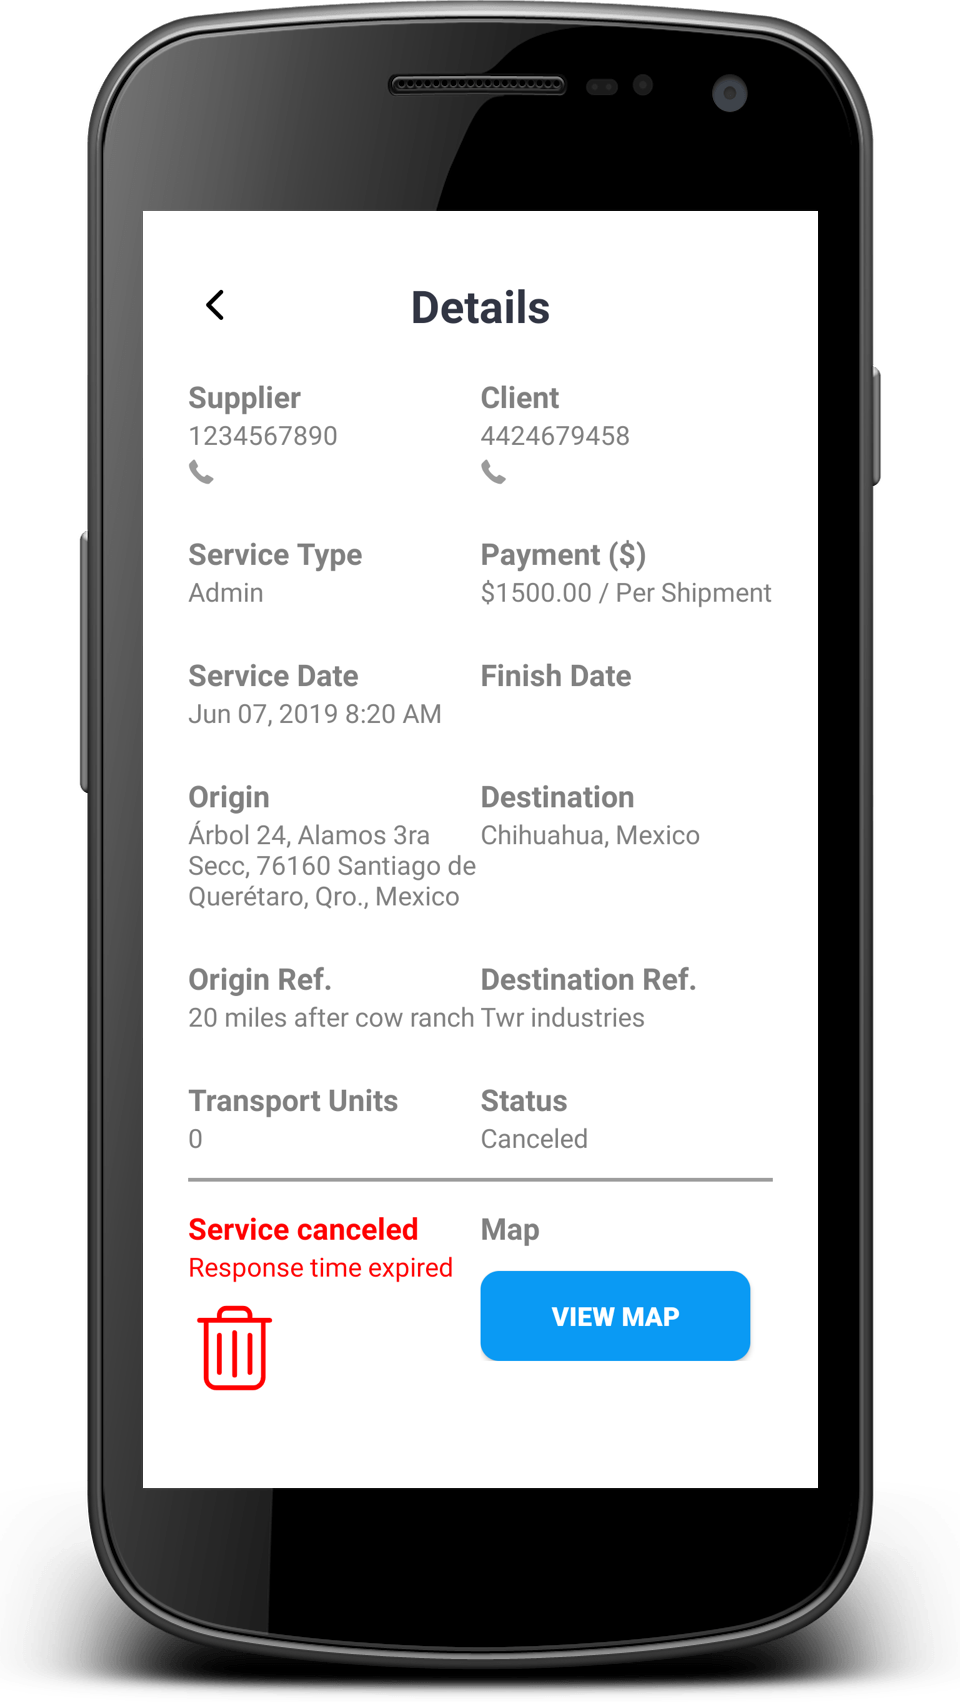 Details
Supplier
1234567890
Client
4424679458
Service Type
Admin
Payment ($)
$1500.00 / Per Shipment
Service Date
Jun 07, 2019 8:20 AM
Finish Date
Origin
Árbol 24, Alamos 3ra
Secc, 76160 Santiago de
Querétaro, Qro., Mexico
Destination
Chihuahua, Mexico
Origin Ref.
20 miles after cow ranch
Destination Ref.
Twr industries
Transport Units
0
Status
Canceled
Service canceled
Response time expired
Map
VIEW MAP